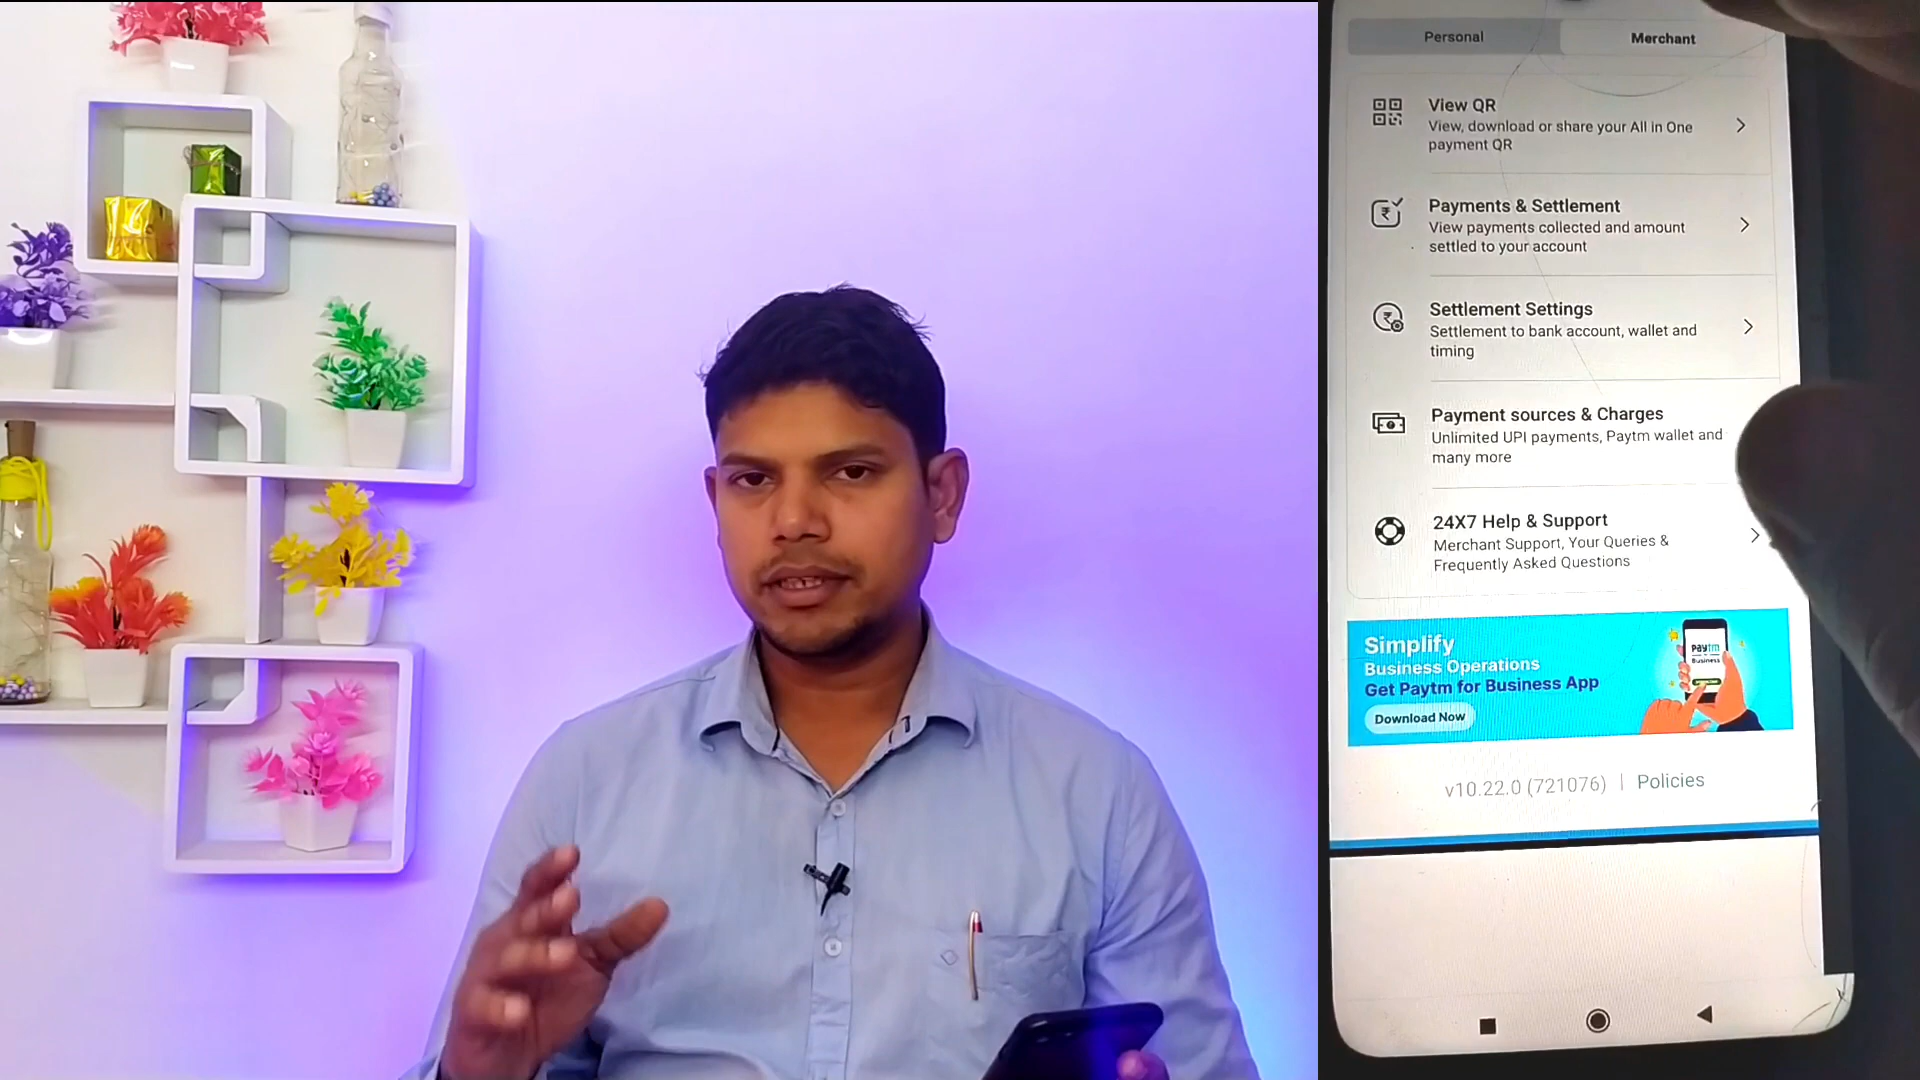 Personal
Merchant
View QR
View, download or share your All in One
payment QR
Payments & Settlement
View payments collected and amount
settled to your account
Settlement Settings
Settlement to bank account, wallet and
timing
Payment sources & Charges
Unlimited UPI payments, Paytm wallet and
many more
24X7 Help & Support
Merchant Support, Your Queries &
Frequently Asked Questions
Simplify
Business Operations
Get Paytm for Business App
Download Now
Paytm
Business
v10.22.0 (721076) | Policies